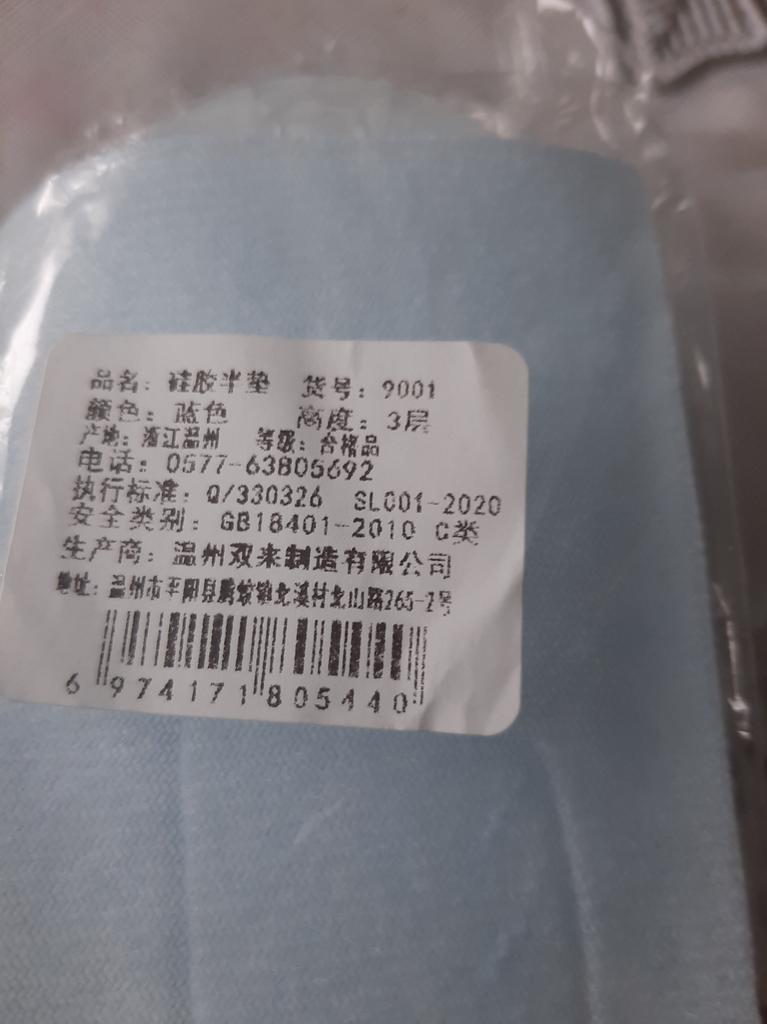 品名：硅胶半垫 货号：9001
颜色：蓝色 高度：3层
产地：浙江温州 等级：合格品
电话：0577-63805692
执行标准：Q/330326 SLC001-2020
安全类别：GB18401-2010 C类
生产商：温州双来制造有限公司
地址：温州市平阳县鹏镇北溪村北山路265-2号
6 974171 805440